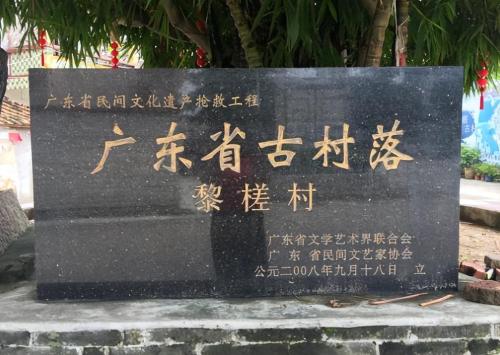 广东省民间文化遗产抢救工程
广东省古村落
黎槎村
广东省文学艺术界联合会
广东省民间文艺家协会
公元二00八年九月十八日 立